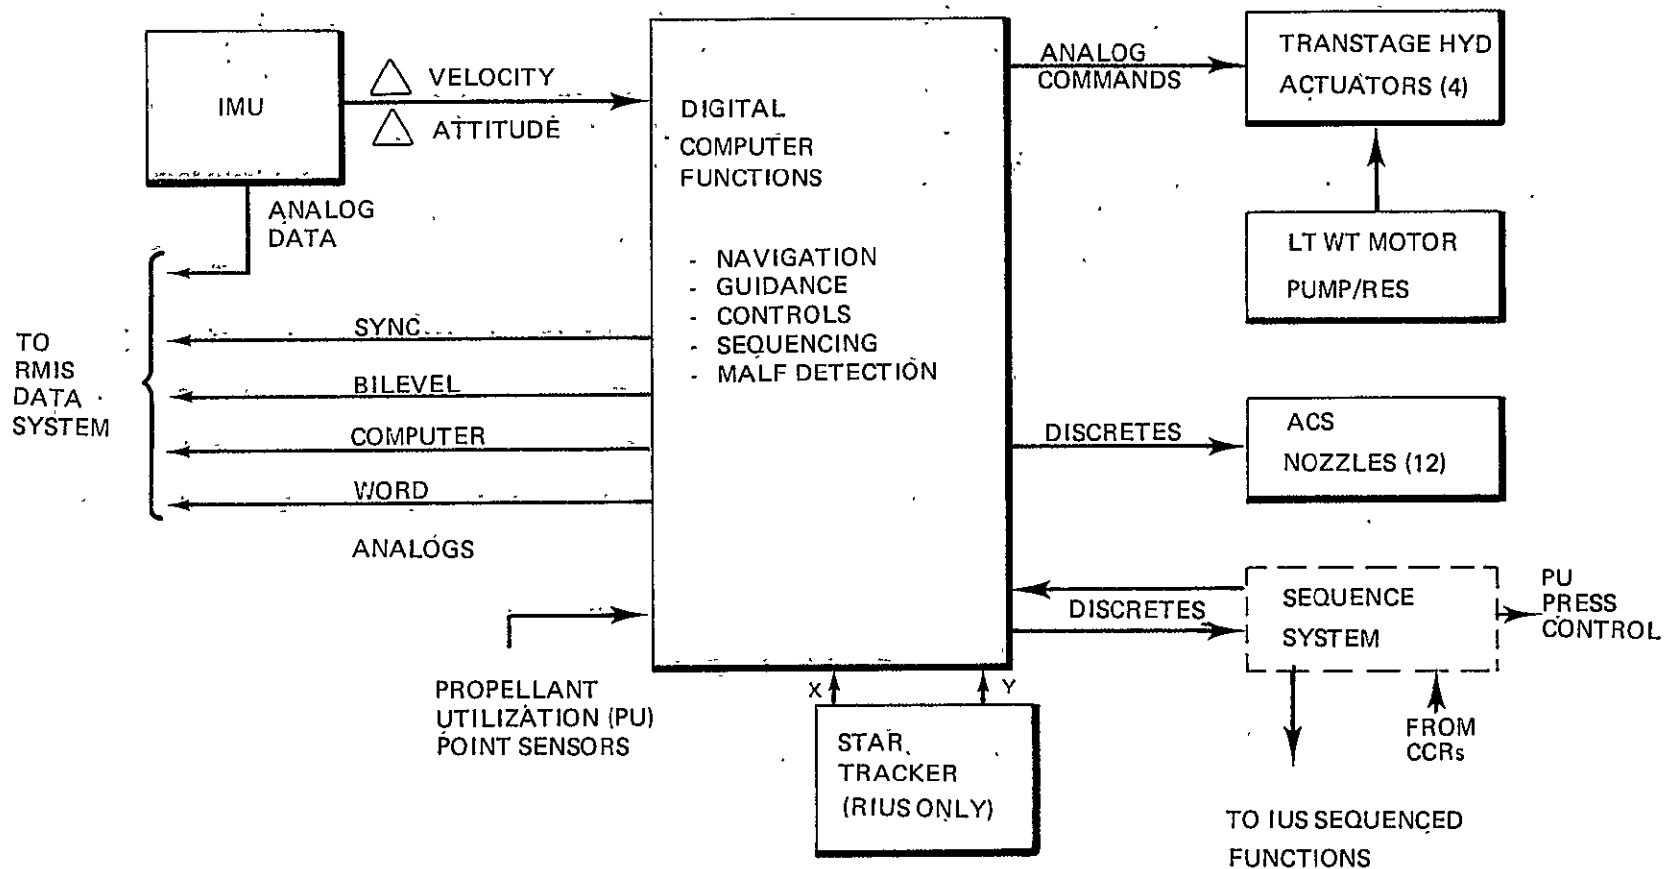 IMU
△ VELOCITY
△ ATTITUDE
ANALOG
DATA
TO
RMIS
DATA
SYSTEM
SYNC
BILEVEL
COMPUTER
WORD
ANALOGS
PROPELLANT
UTILIZATION (PU)
POINT SENSORS
DIGITAL
COMPUTER
FUNCTIONS
- NAVIGATION
- GUIDANCE
- CONTROLS
- SEQUENCING
- MALF DETECTION
X
Y
STAR
TRACKER
(RIUS ONLY)
ANALOG
COMMANDS
TRANSTAGE HYD
ACTUATORS (4)
LT WT MOTOR
PUMP/RES
DISCRETES
ACS
NOZZLES (12)
DISCRETES
SEQUENCE
SYSTEM
PU
PRESS
CONTROL
FROM
CCRs
TO IUS SEQUENCED
FUNCTIONS